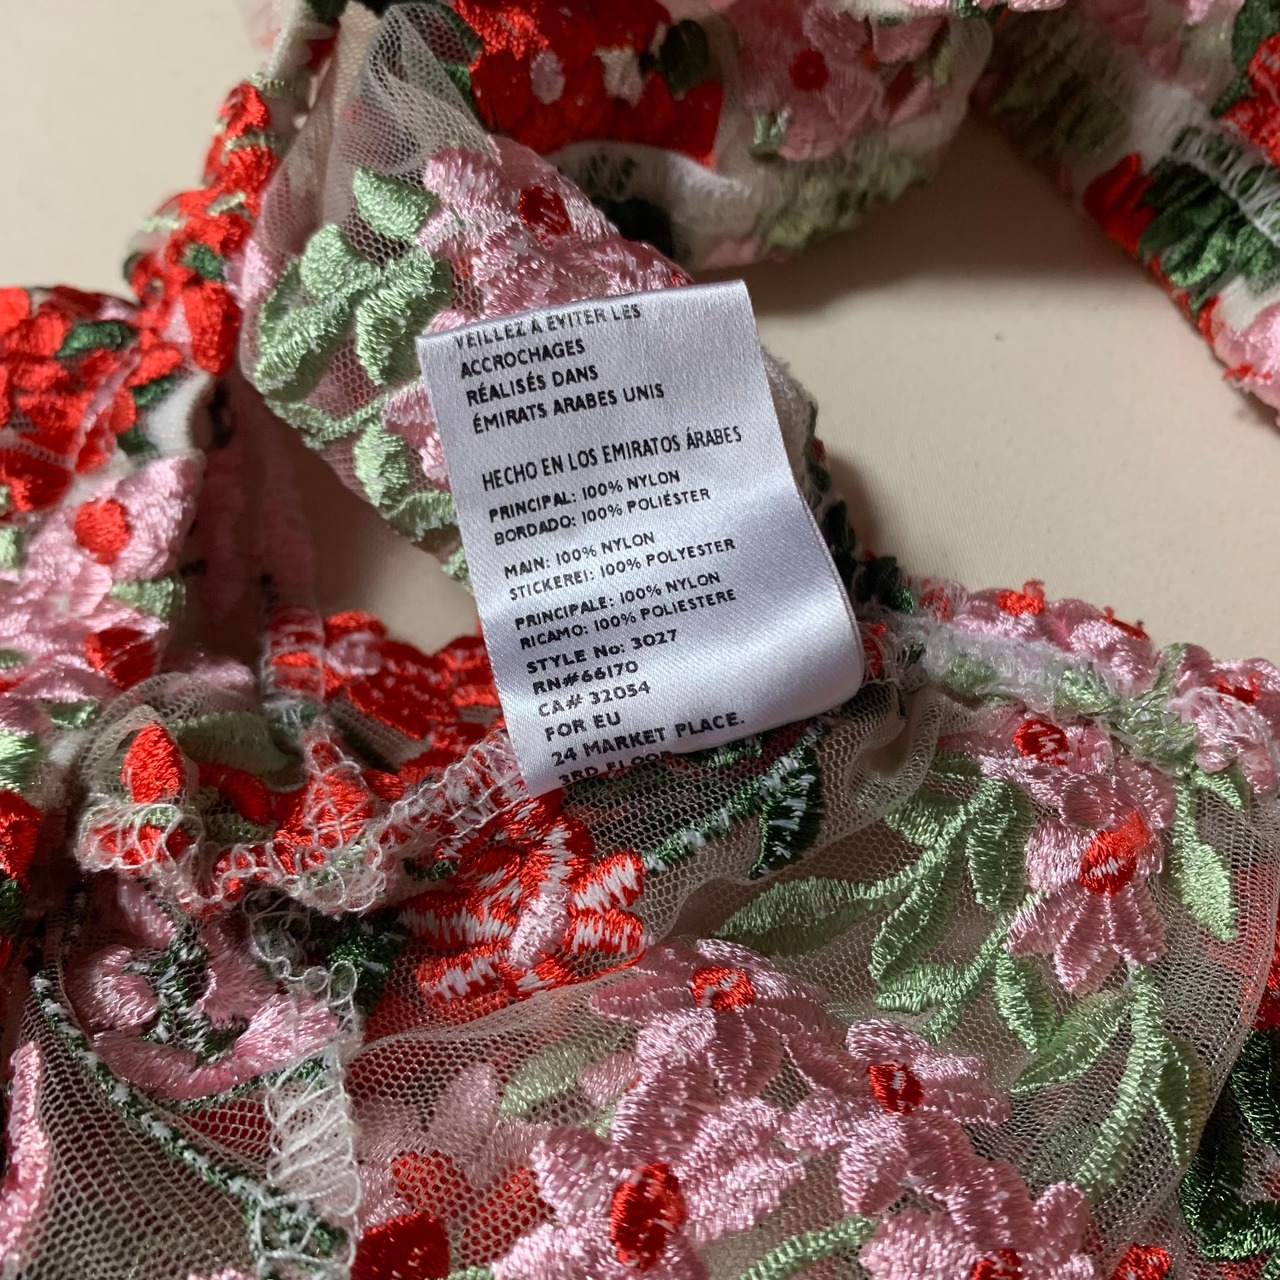 VEILLEZ À ÉVITER LES
ACCROCHAGES
RÉALISÉS DANS
ÉMIRATS ARABES UNIS
HECHO EN LOS EMIRATOS ÁRABES
PRINCIPAL: 100% NYLON
BORDADO: 100% POLIÉSTER
MAIN: 100% NYLON
STICKEREI: 100% POLYESTER
PRINCIPALE: 100% NYLON
RICAMO: 100% POLIESTERE
STYLE No: 3027
RN#66170
CA# 32054
FOR EU
24 MARKET PLACE.
3RD FLOOR